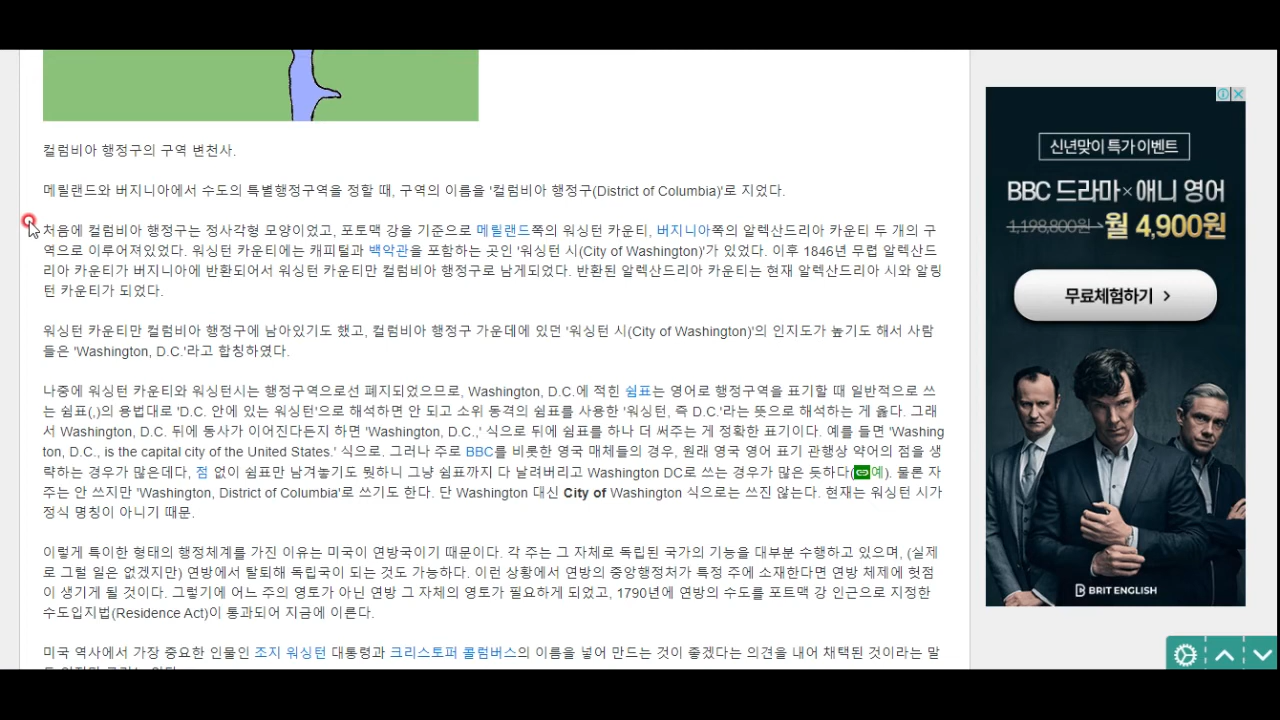 컬럼비아 행정구의 구역 변천사.
메릴랜드와 버지니아에서 수도의 특별행정구역을 정할 때, 구역의 이름을 '컬럼비아 행정구(District of Columbia)'로 지었다.
처음에 컬럼비아 행정구는 정사각형 모양이었고, 포토맥 강을 기준으로 메릴랜드쪽의 워싱턴 카운티, 버지니아쪽의 알렉산드리아 카운티 두 개의 구
역으로 이루어져있었다. 워싱턴 카운티에는 캐피털과 백악관을 포함하는 곳인 '워싱턴 시(City of Washington)'가 있었다. 이후 1846년 무렵 알렉산드
리아 카운티가 버지니아에 반환되어서 워싱턴 카운티만 컬럼비아 행정구로 남게되었다. 반환된 알렉산드리아 카운티는 현재 알렉산드리아 시와 알링
턴 카운티가 되었다.
워싱턴 카운티만 컬럼비아 행정구에 남아있기도 했고, 컬럼비아 행정구 가운데에 있던 '워싱턴 시(City of Washington)'의 인지도가 높기도 해서 사람
들은 'Washington, D.C.'라고 합칭하였다.
나중에 워싱턴 카운티와 워싱턴시는 행정구역으로선 폐지되었으므로, Washington, D.C.에 적힌 쉼표는 영어로 행정구역을 표기할 때 일반적으로 쓰
는 쉼표(,)의 용법대로 'D.C. 안에 있는 워싱턴'으로 해석하면 안 되고 소위 동격의 쉼표를 사용한 '워싱턴, 즉 D.C.'라는 뜻으로 해석하는 게 옳다. 그래
서 Washington, D.C. 뒤에 동사가 이어진다든지 하면 'Washington, D.C.,' 식으로 뒤에 쉼표를 하나 더 써주는 게 정확한 표기이다. 예를 들면 'Washing
ton, D.C., is the capital city of the United States.' 식으로. 그러나 주로 BBC를 비롯한 영국 매체들의 경우, 원래 영국 영어 표기 관행상 약어의 점을 생
략하는 경우가 많은데다, 점 없이 쉼표만 남겨놓기도 뭣하니 그냥 쉼표까지 다 날려버리고 Washington DC로 쓰는 경우가 많은 듯하다(예). 물론 자
주는 안 쓰지만 'Washington, District of Columbia'로 쓰기도 한다. 단 Washington 대신 City of Washington 식으로는 쓰진 않는다. 현재는 워싱턴 시가
정식 명칭이 아니기 때문.
이렇게 특이한 형태의 행정체계를 가진 이유는 미국이 연방국이기 때문이다. 각 주는 그 자체로 독립된 국가의 기능을 대부분 수행하고 있으며, (실제
로 그럴 일은 없겠지만) 연방에서 탈퇴해 독립국이 되는 것도 가능하다. 이런 상황에서 연방의 중앙행정처가 특정 주에 소재한다면 연방 체제에 헛점
이 생기게 될 것이다. 그렇기에 어느 주의 영토가 아닌 연방 그 자체의 영토가 필요하게 되었고, 1790년에 연방의 수도를 포트맥 강 인근으로 지정한
수도입지법(Residence Act)이 통과되어 지금에 이른다.
미국 역사에서 가장 중요한 인물인 조지 워싱턴 대통령과 크리스토퍼 콜럼버스의 이름을 넣어 만드는 것이 좋겠다는 의견을 내어 채택된 것이라는 말
신년맞이 특가 이벤트
BBC 드라마×애니 영어
1,198,800원→월 4,900원
무료체험하기 >
BRIT ENGLISH